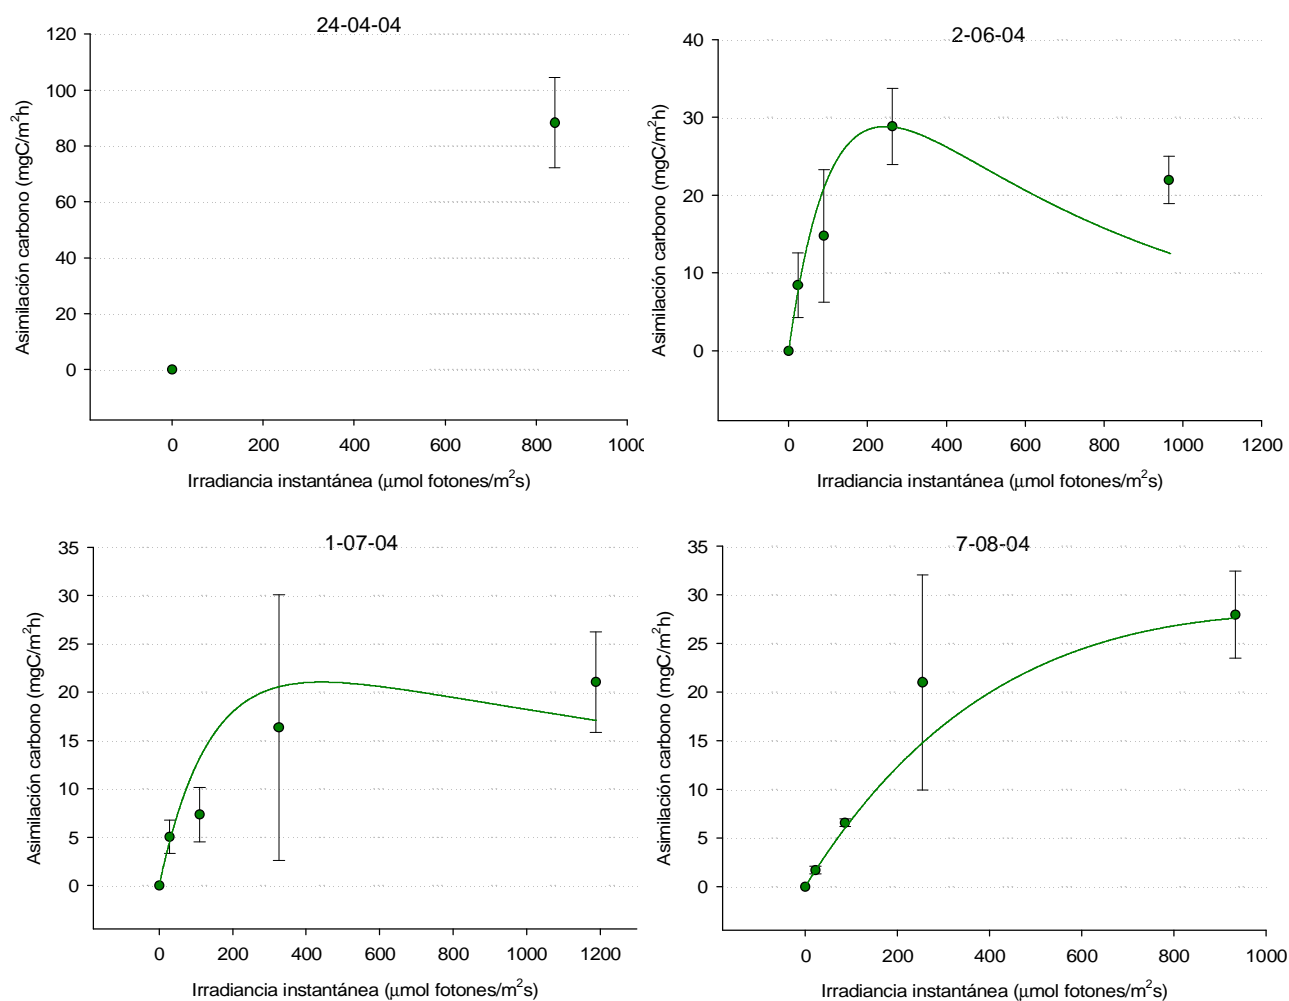 24-04-04
120
100
80
60
40
20
0
Asimilación carbono (mgC/m²h)
0 200 400 600 800 1000
Irradiancia instantánea (μmol fotones/m²s)
2-06-04
40
30
20
10
0
Asimilación carbono (mgC/m²h)
0 200 400 600 800 1000 1200
Irradiancia instantánea (μmol fotones/m²s)
1-07-04
35
30
25
20
15
10
5
0
Asimilación carbono (mgC/m²h)
0 200 400 600 800 1000 1200
Irradiancia instantánea (μmol fotones/m²s)
7-08-04
35
30
25
20
15
10
5
0
Asimilación carbono (mgC/m²h)
0 200 400 600 800 1000
Irradiancia instantánea (μmol fotones/m²s)